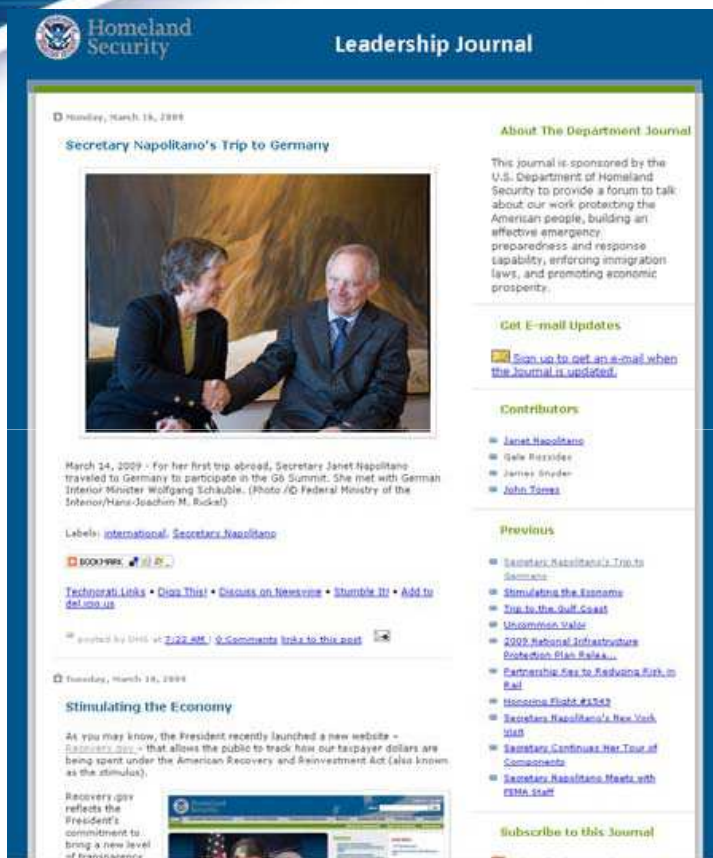 Homeland
Security
Leadership Journal
Monday, March 16, 2009
Secretary Napolitano's Trip to Germany
March 14, 2009 - For her first trip abroad, Secretary Janet Napolitano
traveled to Germany to participate in the G6 Summit. She met with German
Interior Minister Wolfgang Schäuble. (Photo /© Federal Ministry of the
Interior/Hans-Joachim M. Rickel)
Labels: international, Secretary Napolitano
BOOKMARK
Technorati Links • Digg This! • Discuss on Newsvine • Stumble It! • Add to
del.icio.us
posted by DHS at 7:22 AM | 0 Comments links to this post
Tuesday, March 10, 2009
Stimulating the Economy
As you may know, the President recently launched a new website –
Recovery.gov – that allows the public to track how our taxpayer dollars are
being spent under the American Recovery and Reinvestment Act (also known
as the stimulus).
Recovery.gov
reflects the
President's
commitment to
bring a new level
of transparency
About The Department Journal
This journal is sponsored by the
U.S. Department of Homeland
Security to provide a forum to talk
about our work protecting the
American people, building an
effective emergency
preparedness and response
capability, enforcing immigration
laws, and promoting economic
prosperity.
Get E-mail Updates
Sign up to get an e-mail when
the Journal is updated.
Contributors
Janet Napolitano
Gale Rossides
James Snyder
John Torres
Previous
Secretary Napolitano's Trip to
Germany
Stimulating the Economy
Trip to the Gulf Coast
Uncommon Valor
2009 National Infrastructure
Protection Plan Relea...
Partnership Key to Reducing Risk in
Rail
Honoring Flight #1549
Secretary Napolitano's New York
Visit
Secretary Continues Her Tour of
Components
Secretary Napolitano Meets with
FEMA Staff
Subscribe to this Journal